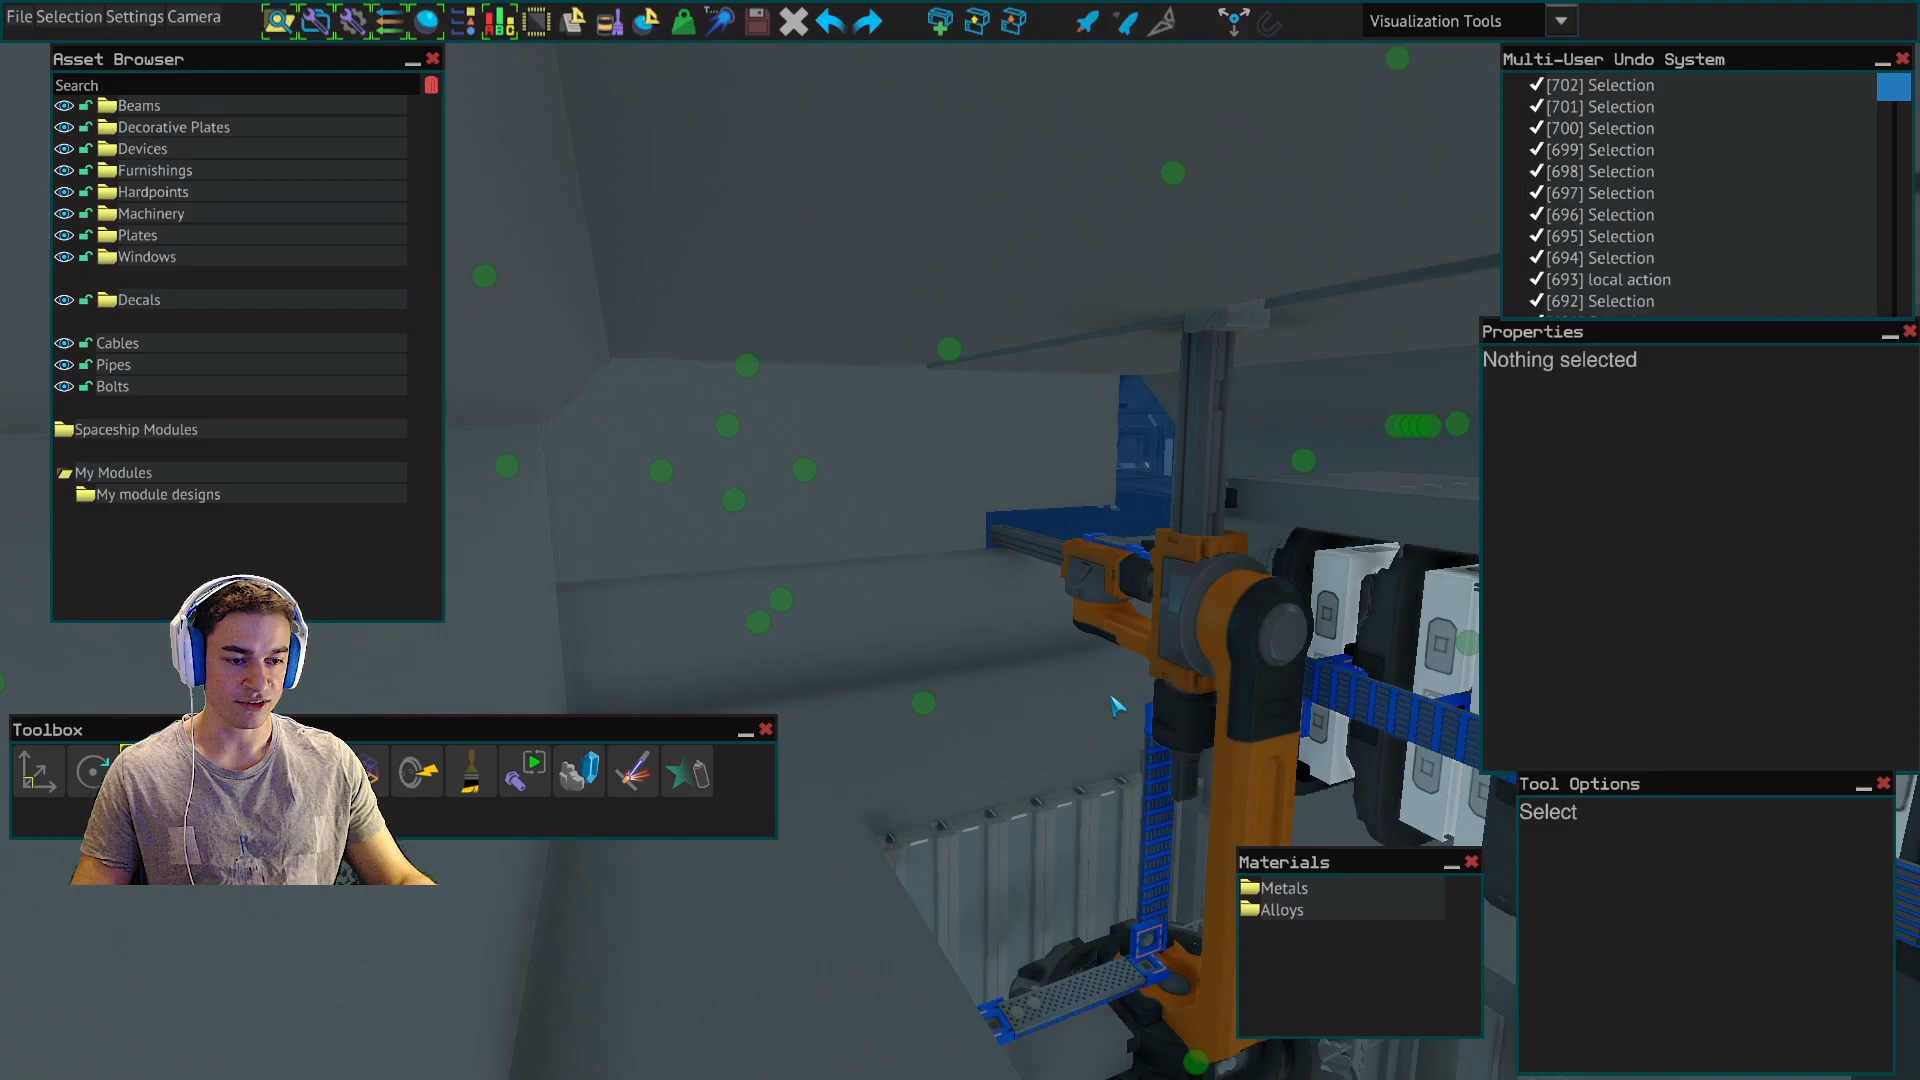 File Selection Settings Camera
Visualization Tools
Asset Browser
Search
Beams
Decorative Plates
Devices
Furnishings
Hardpoints
Machinery
Plates
Windows
Decals
Cables
Pipes
Bolts
Spaceship Modules
My Modules
My module designs
Toolbox
Multi-User Undo System
[702] Selection
[701] Selection
[700] Selection
[699] Selection
[698] Selection
[697] Selection
[696] Selection
[695] Selection
[694] Selection
[693] local action
[692] Selection
Properties
Nothing selected
Tool Options
Select
Materials
Metals
Alloys